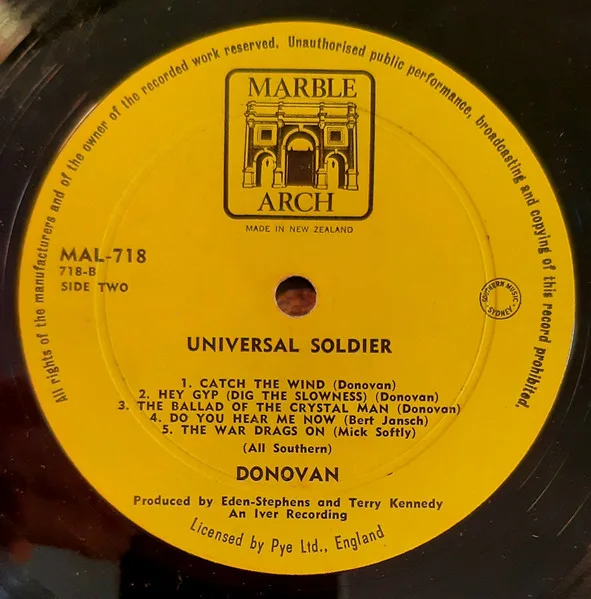 All rights of the manufacturers and of the owner of the recorded work reserved. Unauthorised public performance, broadcasting and copying of this record prohibited.
MARBLE
ARCH
MADE IN NEW ZEALAND
MAL-718
718-B
SIDE TWO
SOUTHERN MUSIC
SYDNEY
UNIVERSAL SOLDIER
1. CATCH THE WIND (Donovan)
2. HEY GYP (DIG THE SLOWNESS) (Donovan)
3. THE BALLAD OF THE CRYSTAL MAN (Donovan)
4. DO YOU HEAR ME NOW (Bert Jansch)
5. THE WAR DRAGS ON (Mick Softly)
(All Southern)
DONOVAN
Produced by Eden-Stephens and Terry Kennedy
An Iver Recording
Licensed by Pye Ltd., England